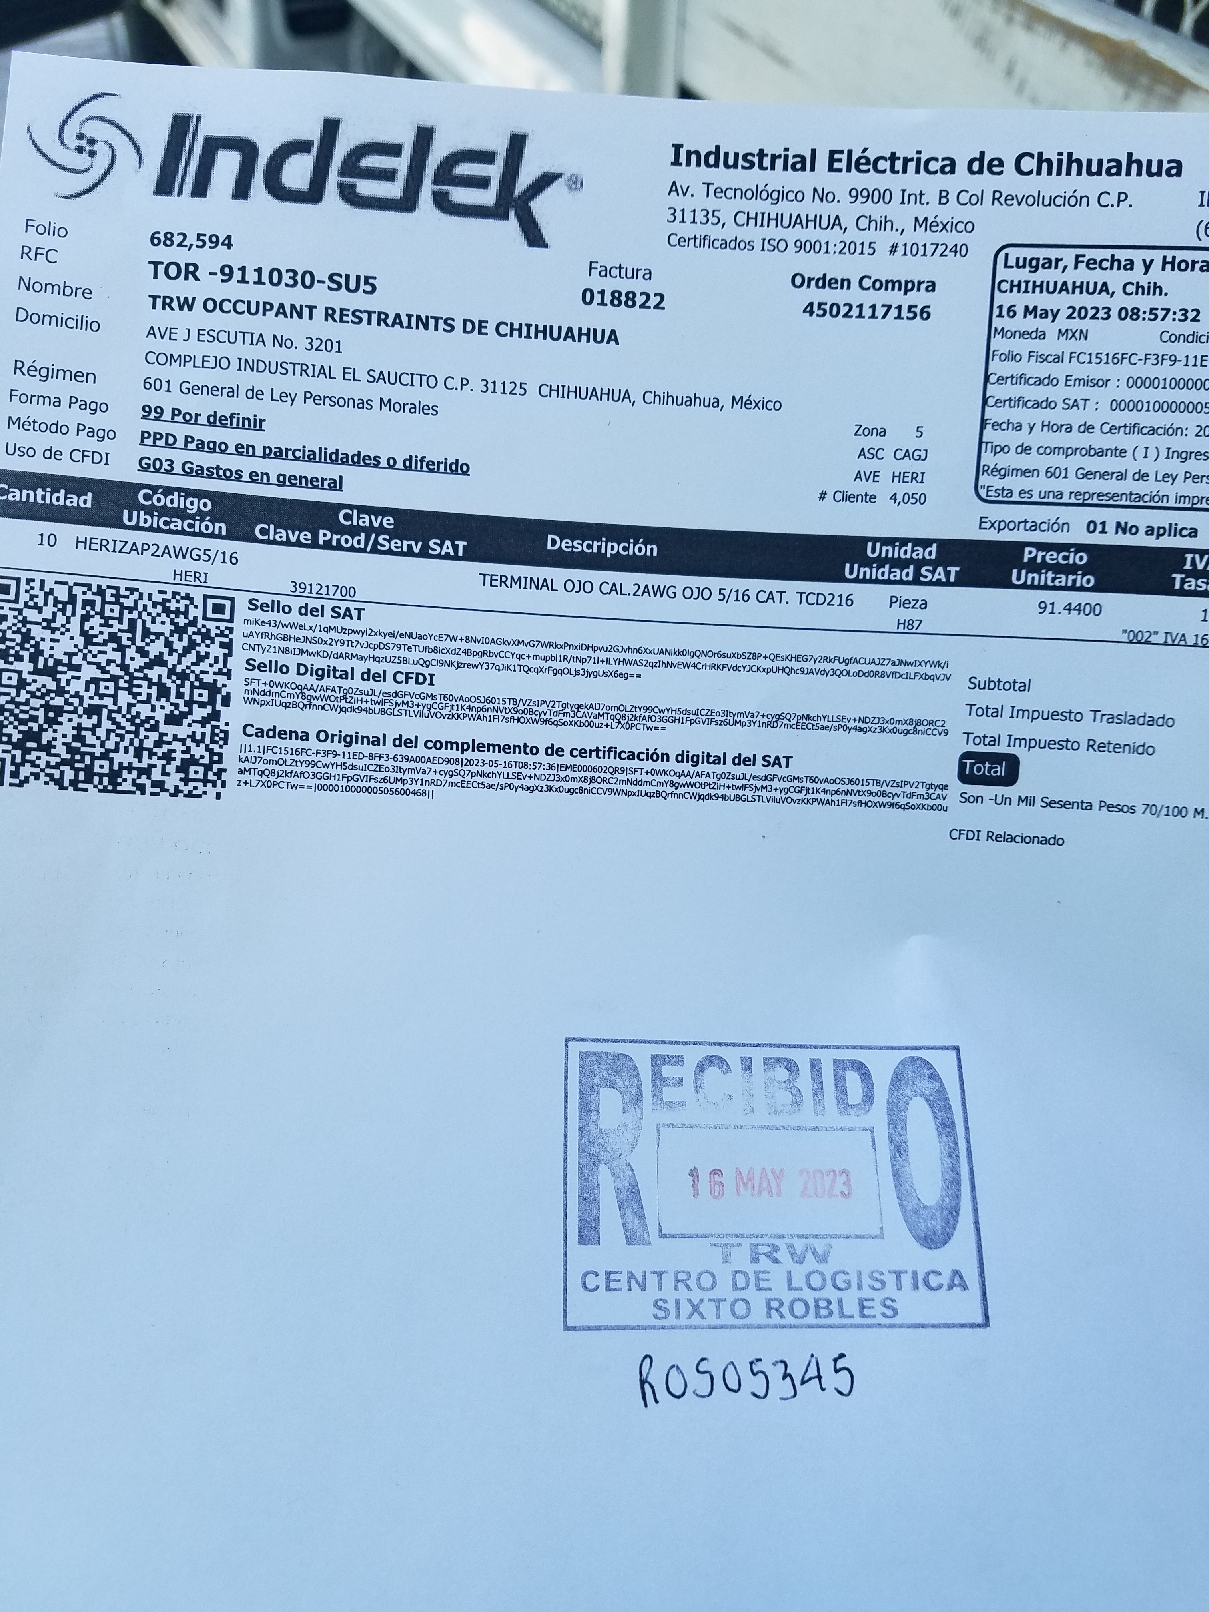 Indelek®
Industrial Eléctrica de Chihuahua
Av. Tecnológico No. 9900 Int. B Col Revolución C.P.
31135, CHIHUAHUA, Chih., México
Certificados ISO 9001:2015 #1017240
Folio 682,594
RFC TOR -911030-SU5
Nombre TRW OCCUPANT RESTRAINTS DE CHIHUAHUA
Domicilio AVE J ESCUTIA No. 3201
COMPLEJO INDUSTRIAL EL SAUCITO C.P. 31125 CHIHUAHUA, Chihuahua, México
Régimen 601 General de Ley Personas Morales
Forma Pago 99 Por definir
Método Pago PPD Pago en parcialidades o diferido
Uso de CFDI G03 Gastos en general
Factura
018822
Orden Compra
4502117156
Lugar, Fecha y Hora
CHIHUAHUA, Chih.
16 May 2023 08:57:32
Moneda MXN Condici
Folio Fiscal FC1516FC-F3F9-11E
Certificado Emisor : 0000100000
Certificado SAT : 000010000005
Fecha y Hora de Certificación: 20
Tipo de comprobante ( I ) Ingres
Régimen 601 General de Ley Pers
"Esta es una representación impre
Zona 5
ASC CAGJ
AVE HERI
# Cliente 4,050
Exportación 01 No aplica
Cantidad Código Ubicación Clave Clave Prod/Serv SAT Descripción Unidad Unidad SAT Precio Unitario IV
10 HERIZAP2AWG5/16 TERMINAL OJO CAL.2AWG OJO 5/16 CAT. TCD216 Pieza 91.4400
HERI 39121700 H87 "002" IVA 16
Sello del SAT
Sello Digital del CFDI
Cadena Original del complemento de certificación digital del SAT
Subtotal
Total Impuesto Trasladado
Total Impuesto Retenido
Total
Son -Un Mil Sesenta Pesos 70/100 M.
CFDI Relacionado
RECIBIDO
16 MAY 2023
TRW
CENTRO DE LOGISTICA
SIXTO ROBLES
R0505345